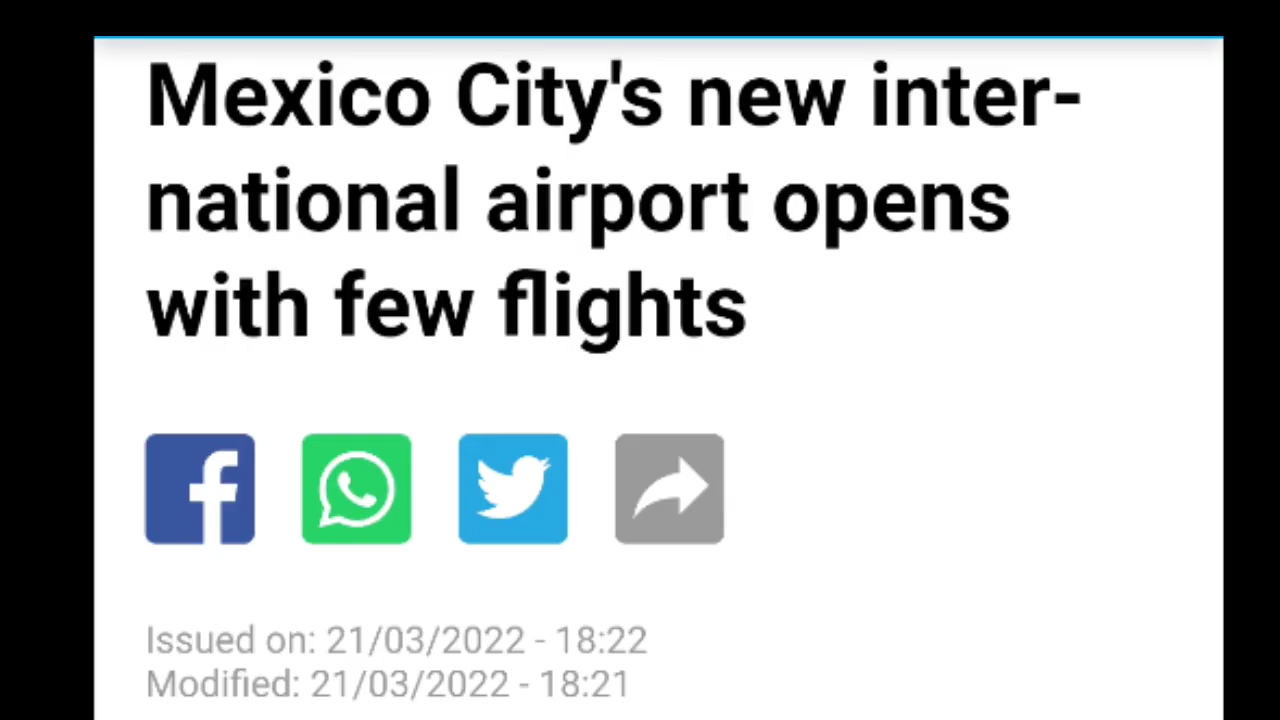 Mexico City's new inter-
national airport opens
with few flights
Issued on: 21/03/2022 - 18:22
Modified: 21/03/2022 - 18:21